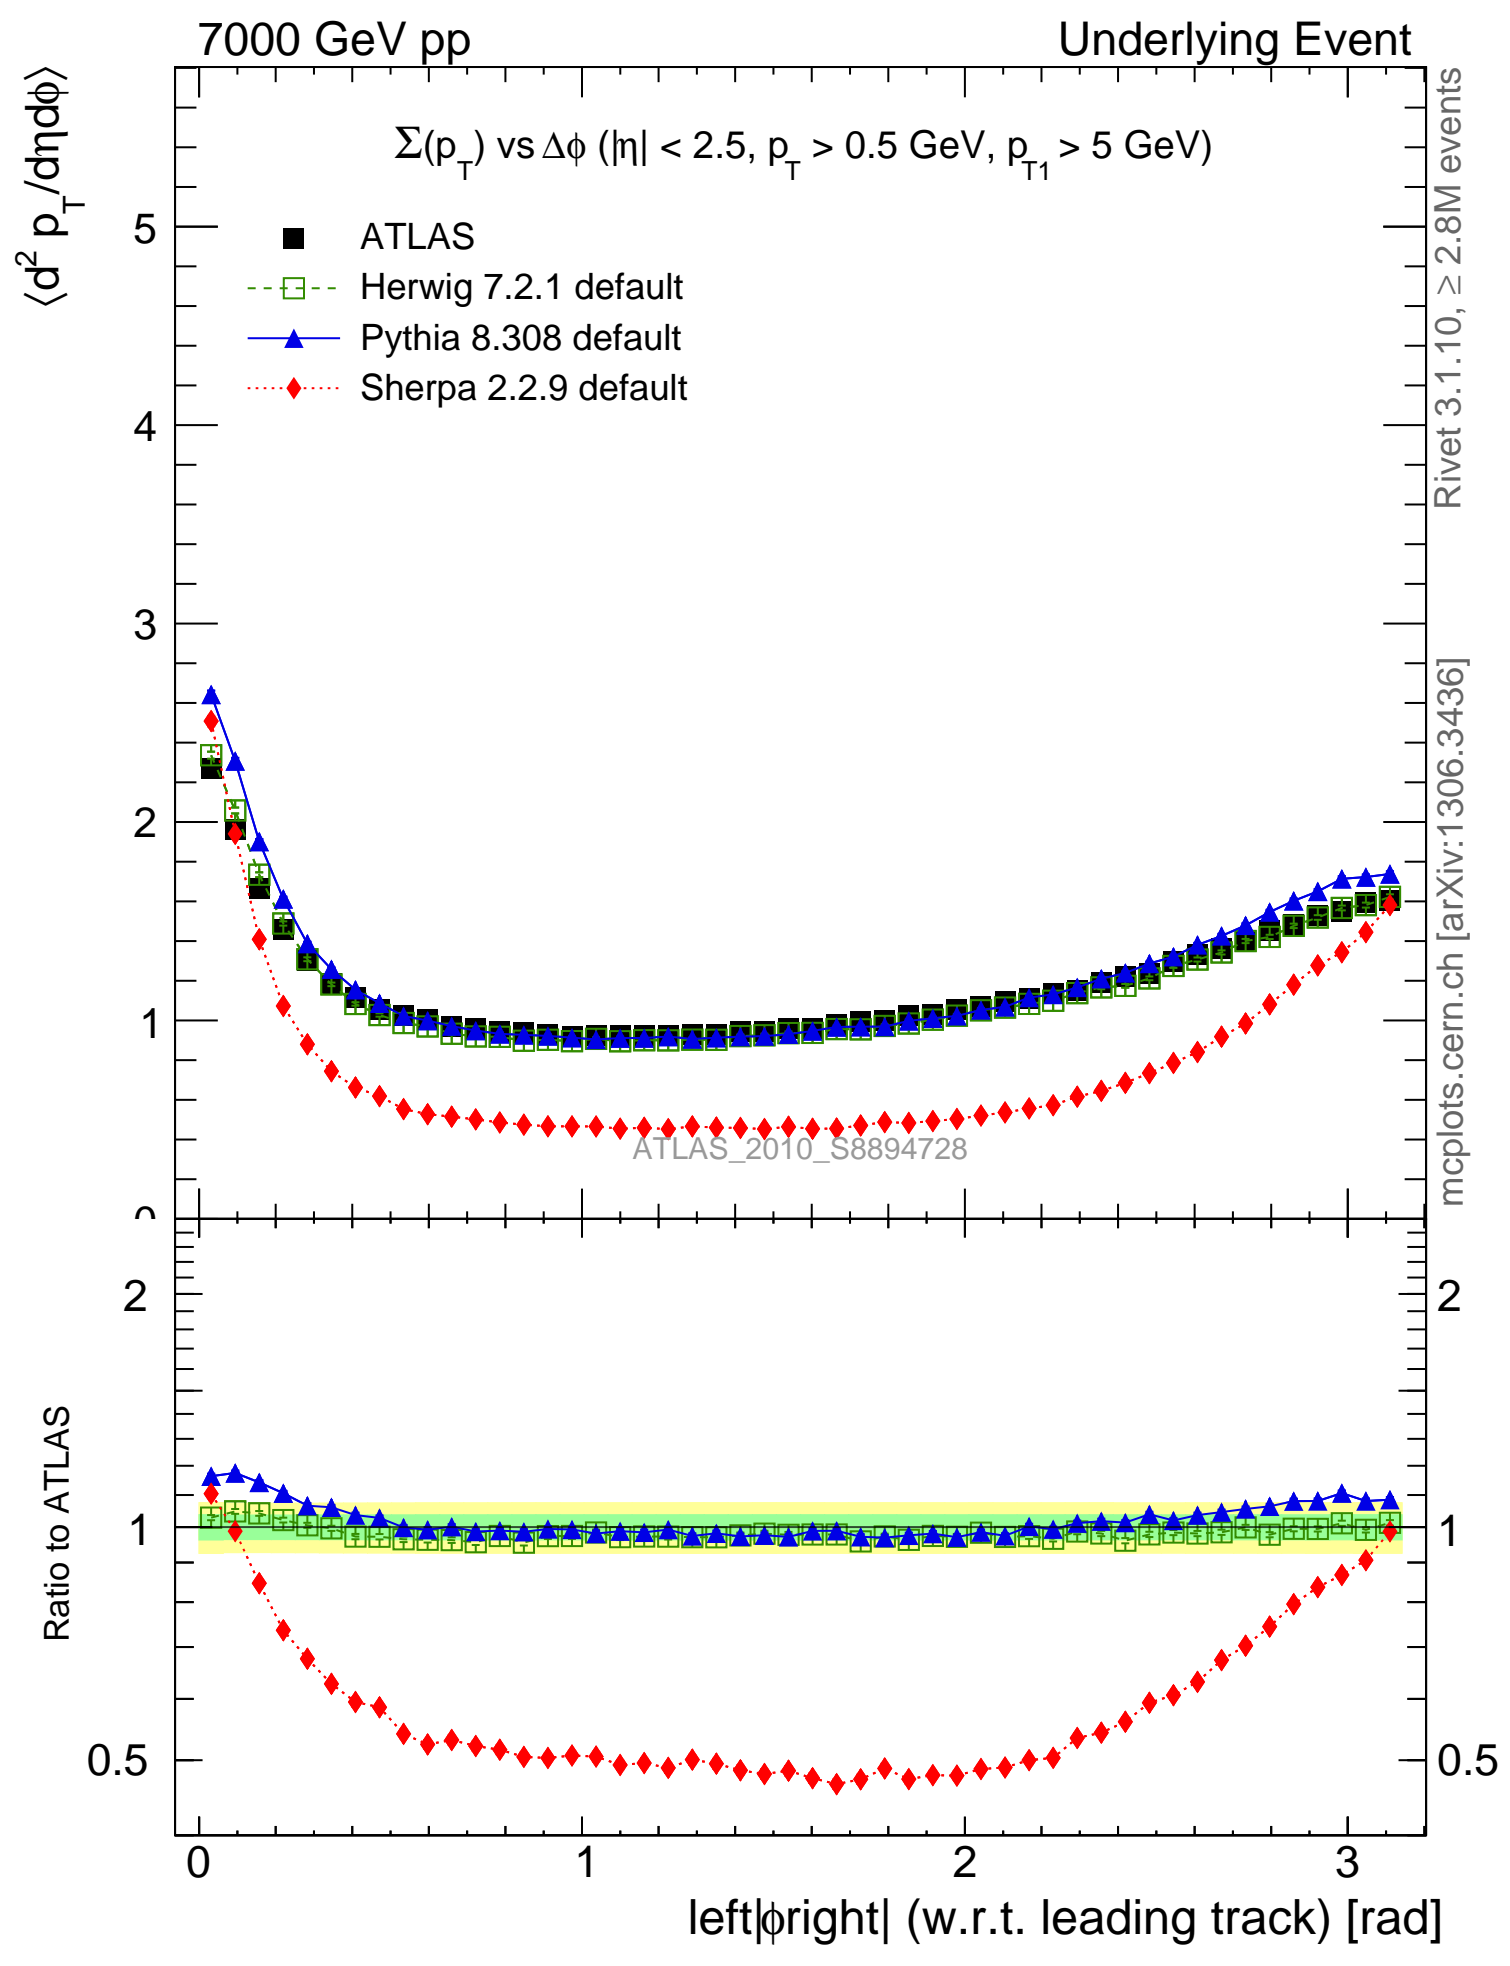 7000 GeV pp
Underlying Event
⟨d² p_T/dηdϕ⟩
Σ(p_T) vs Δϕ (|η| < 2.5, p_T > 0.5 GeV, p_T1 > 5 GeV)
ATLAS
Herwig 7.2.1 default
Pythia 8.308 default
Sherpa 2.2.9 default
5
4
3
2
1
0
ATLAS_2010_S8894728
Rivet 3.1.10, ≥ 2.8M events
mcplots.cern.ch [arXiv:1306.3436]
Ratio to ATLAS
2
1
0.5
2
1
0.5
0
1
2
3
left|ϕright| (w.r.t. leading track) [rad]